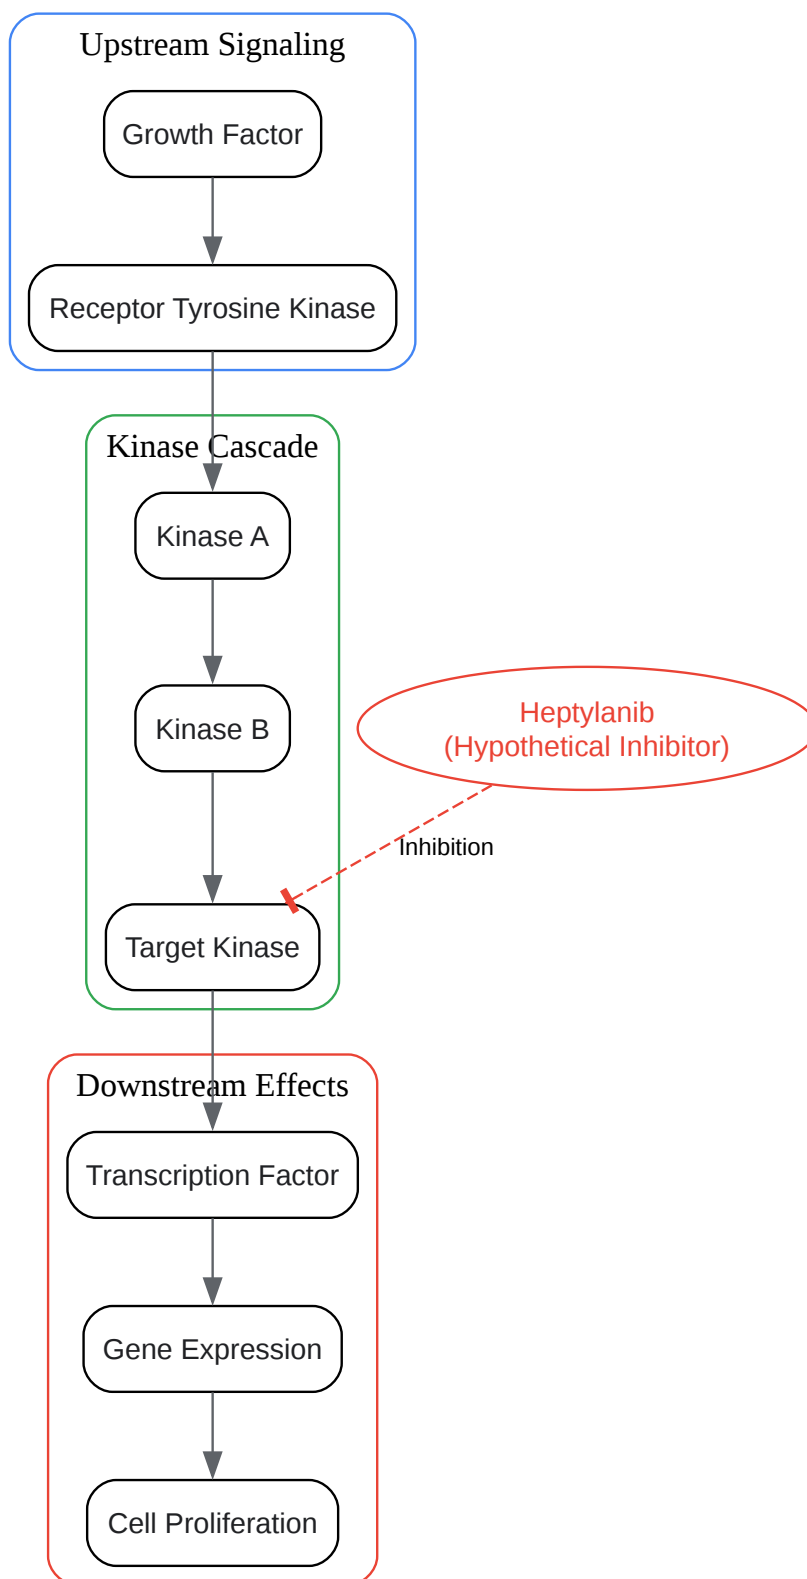 Upstream Signaling
Growth Factor
Receptor Tyrosine Kinase
Kinase Cascade
Kinase A
Kinase B
Heptylanib
(Hypothetical Inhibitor)
Inhibition
Target Kinase
Downstream Effects
Transcription Factor
Gene Expression
Cell Proliferation